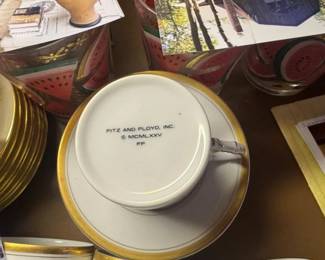 FITZ AND FLOYD, INC.
© MCMLXXV
FF